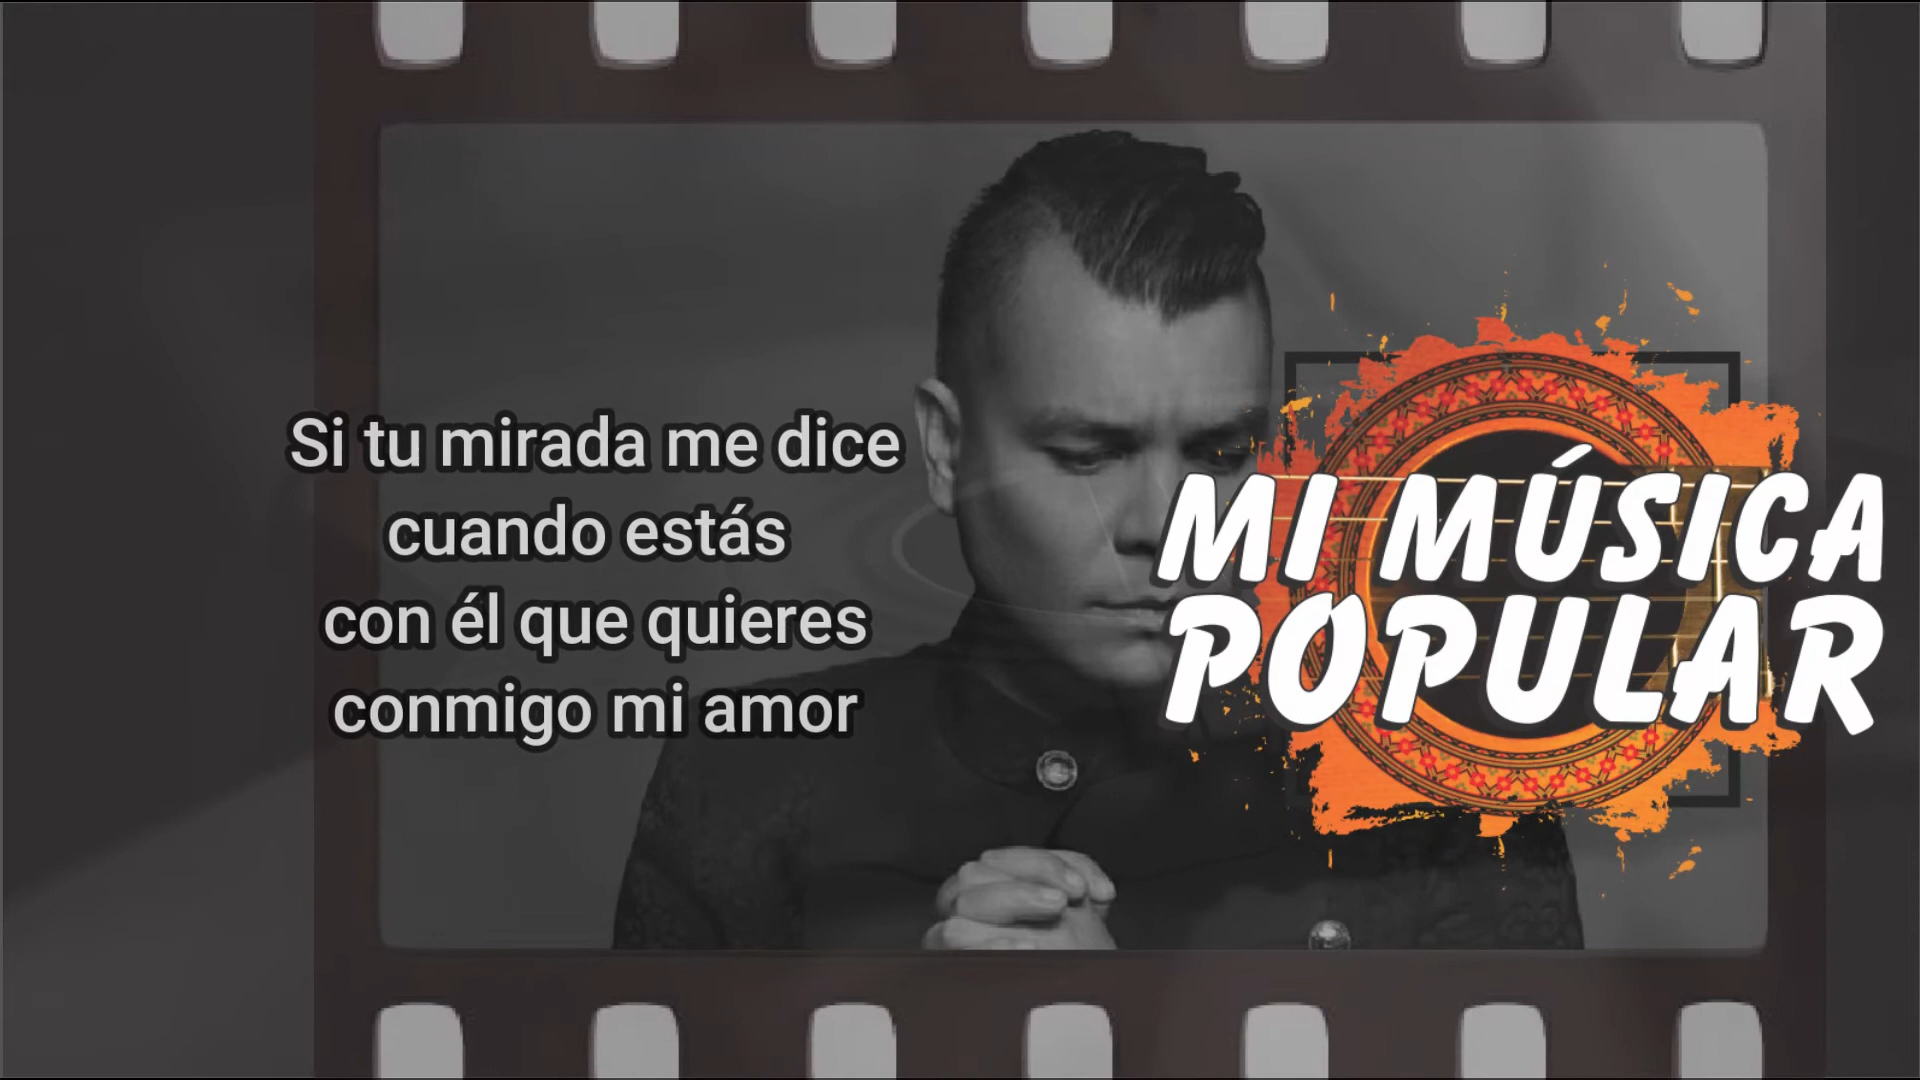 Si tu mirada me dice
cuando estás
con él que quieres
conmigo mi amor
MI MÚSICA
POPULAR